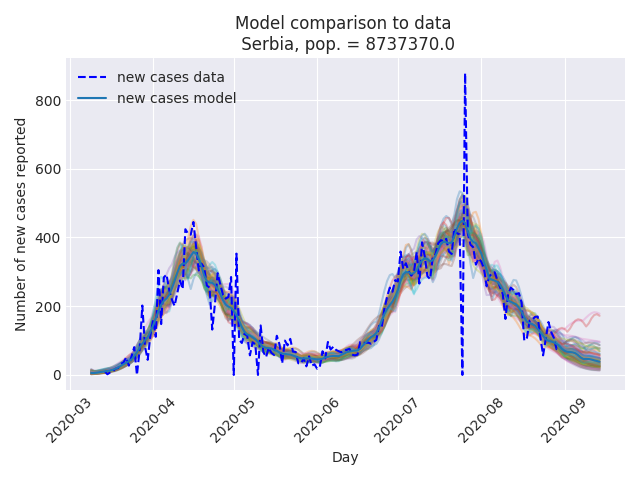 Model comparison to data
Serbia, pop. = 8737370.0
new cases data
new cases model
Number of new cases reported
800
600
400
200
0
2020-03
2020-04
2020-05
2020-06
2020-07
2020-08
2020-09
Day